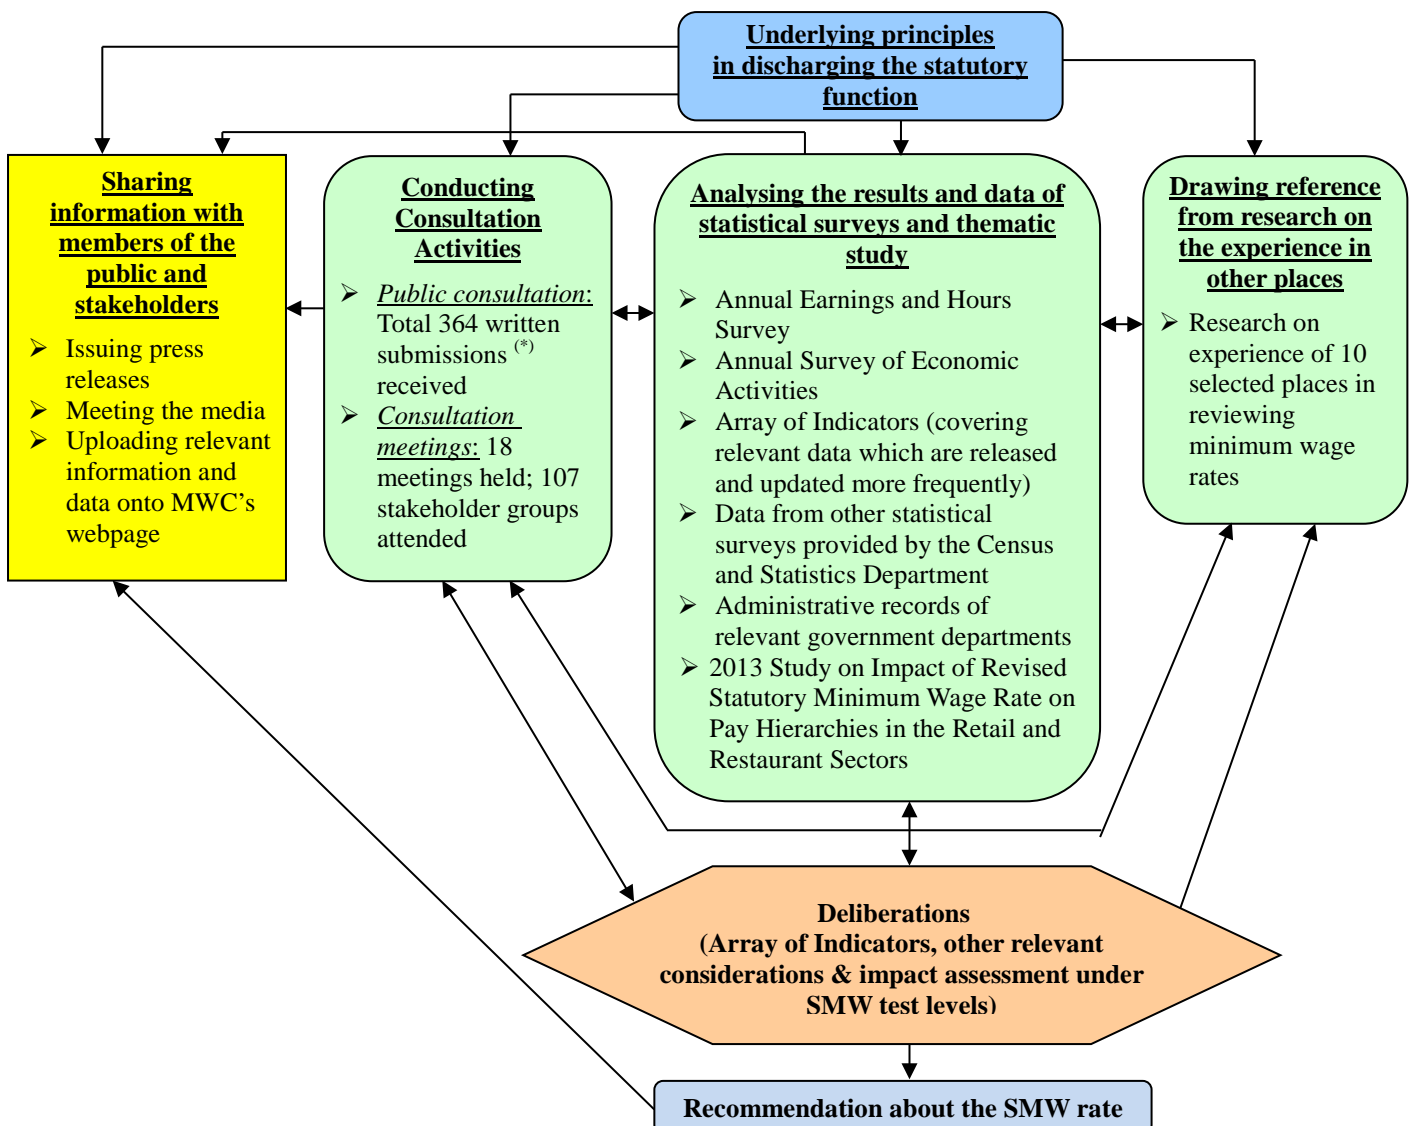 Underlying principles
in discharging the statutory
function
Sharing
information with
members of the
public and
stakeholders
➢ Issuing press
releases
➢ Meeting the media
➢ Uploading relevant
information and
data onto MWC’s
webpage
Conducting
Consultation
Activities
➢ Public consultation:
Total 364 written
submissions (*)
received
➢ Consultation
meetings: 18
meetings held; 107
stakeholder groups
attended
Analysing the results and data of
statistical surveys and thematic
study
➢ Annual Earnings and Hours
Survey
➢ Annual Survey of Economic
Activities
➢ Array of Indicators (covering
relevant data which are released
and updated more frequently)
➢ Data from other statistical
surveys provided by the Census
and Statistics Department
➢ Administrative records of
relevant government departments
➢ 2013 Study on Impact of Revised
Statutory Minimum Wage Rate on
Pay Hierarchies in the Retail and
Restaurant Sectors
Drawing reference
from research on
the experience in
other places
➢ Research on
experience of 10
selected places in
reviewing
minimum wage
rates
Deliberations
(Array of Indicators, other relevant
considerations & impact assessment under
SMW test levels)
Recommendation about the SMW rate